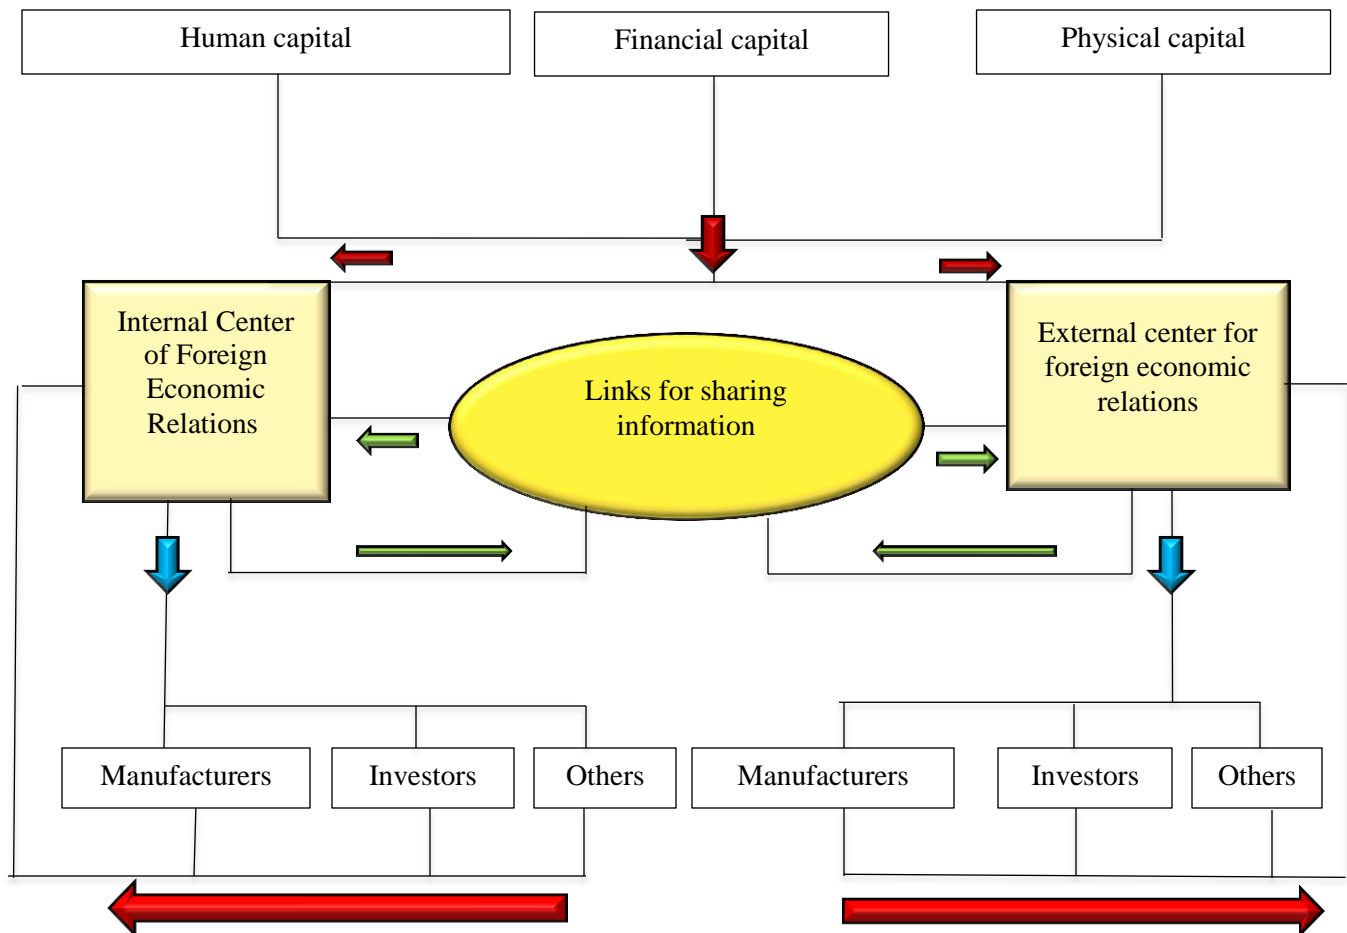 Human capital
Financial capital
Physical capital
Internal Center
of Foreign
Economic
Relations
Links for sharing
information
External center for
foreign economic
relations
Manufacturers
Investors
Others
Manufacturers
Investors
Others